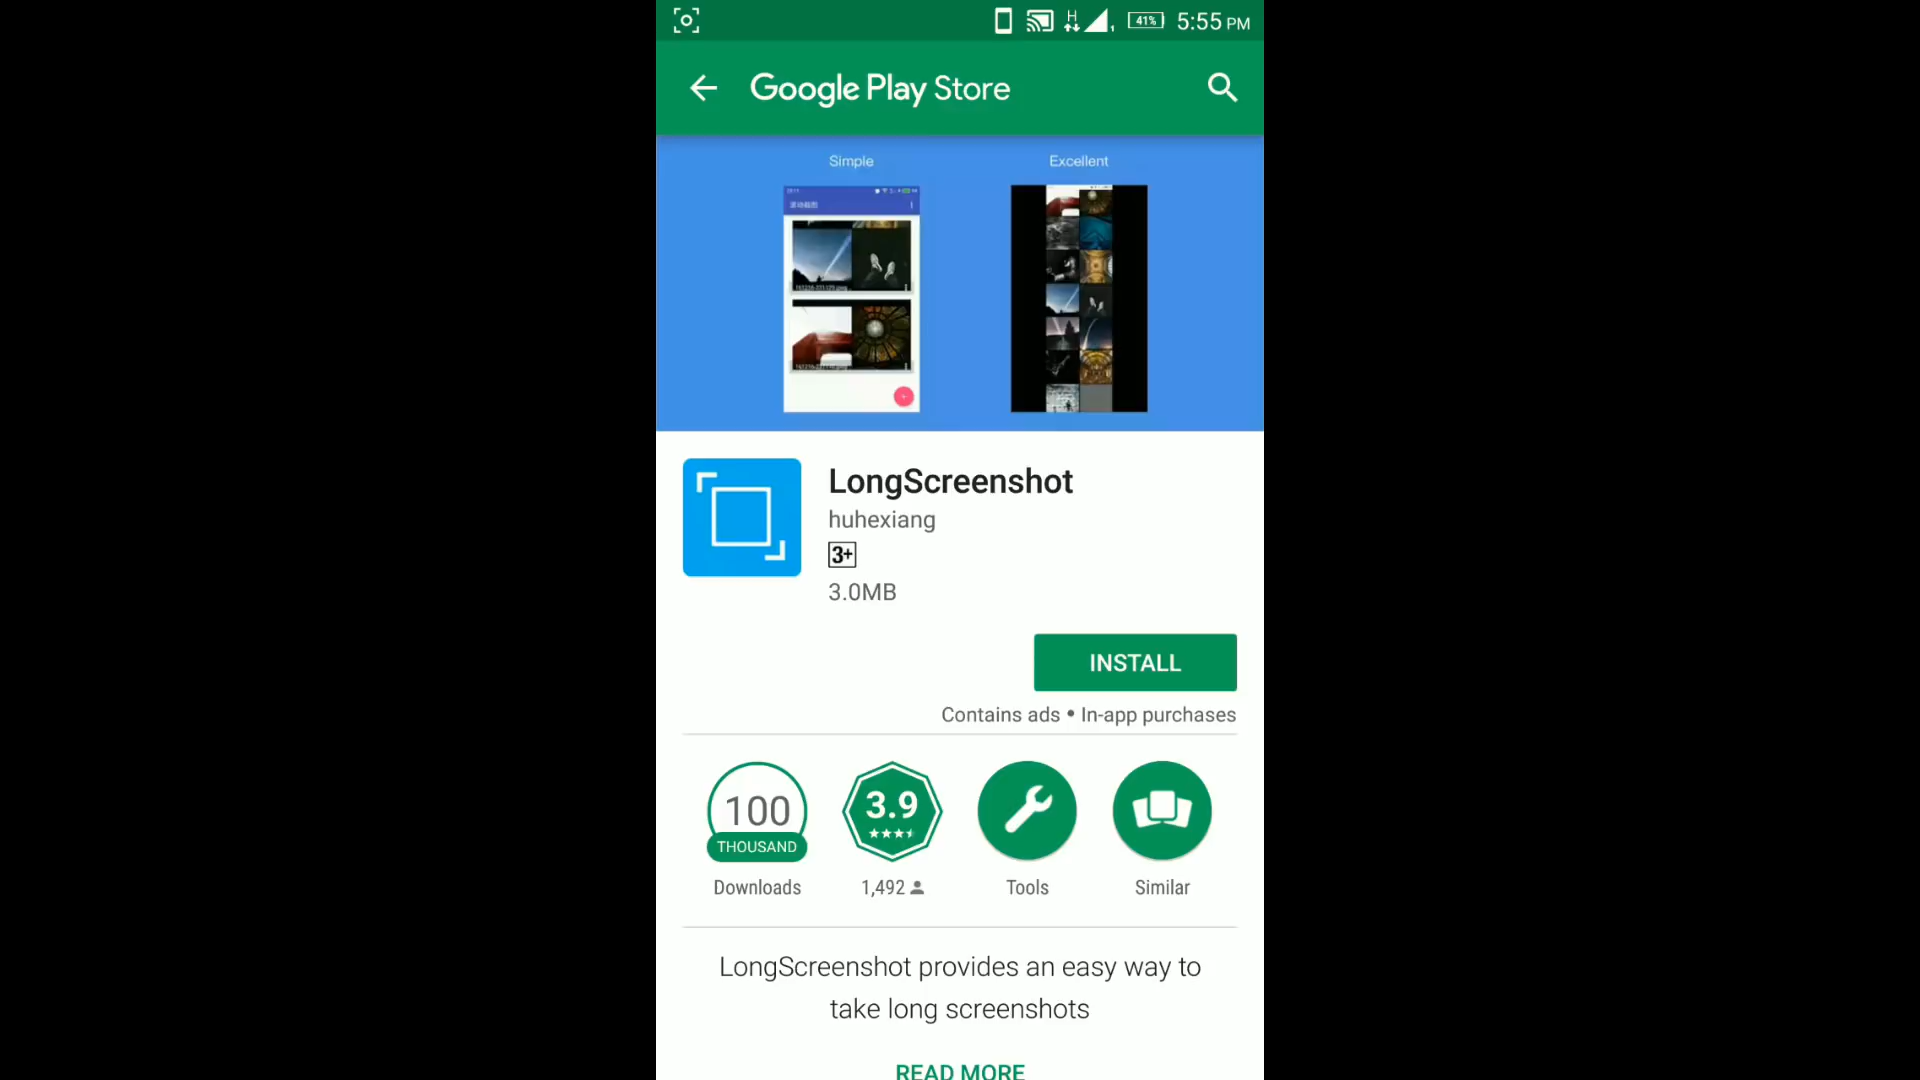 H
1
41%
5:55 PM
Google Play Store
Simple
Excellent
LongScreenshot
huhexiang
3+
3.0MB
INSTALL
Contains ads • In-app purchases
100
THOUSAND
Downloads
3.9
1,492
Tools
Similar
LongScreenshot provides an easy way to
take long screenshots
READ MORE